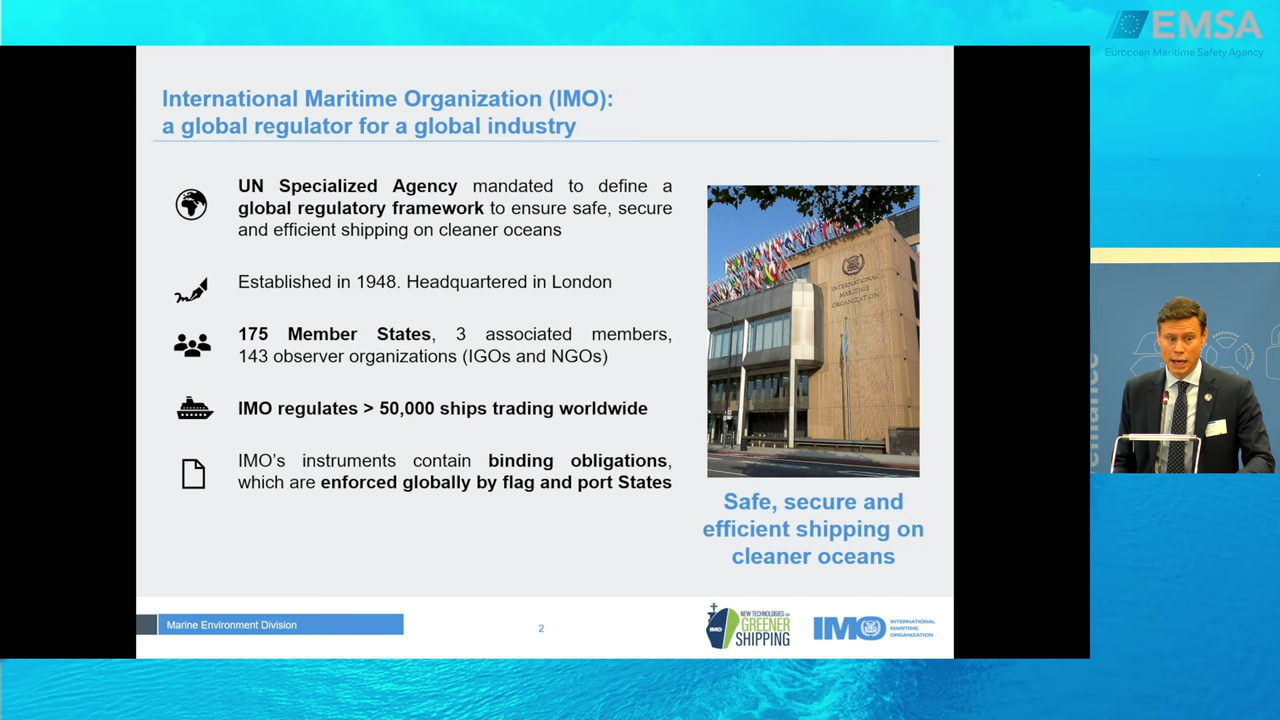 EMSA
European Maritime Safety Agency
International Maritime Organization (IMO):
a global regulator for a global industry
UN Specialized Agency mandated to define a
global regulatory framework to ensure safe, secure
and efficient shipping on cleaner oceans
Established in 1948. Headquartered in London
175 Member States, 3 associated members,
143 observer organizations (IGOs and NGOs)
IMO regulates > 50,000 ships trading worldwide
IMO's instruments contain binding obligations,
which are enforced globally by flag and port States
INTERNATIONAL
MARITIME
ORGANIZATION
Safe, secure and
efficient shipping on
cleaner oceans
Marine Environment Division
2
IMO
NEW TECHNOLOGIES
GREENER
SHIPPING
IMO
INTERNATIONAL
MARITIME
ORGANIZATION